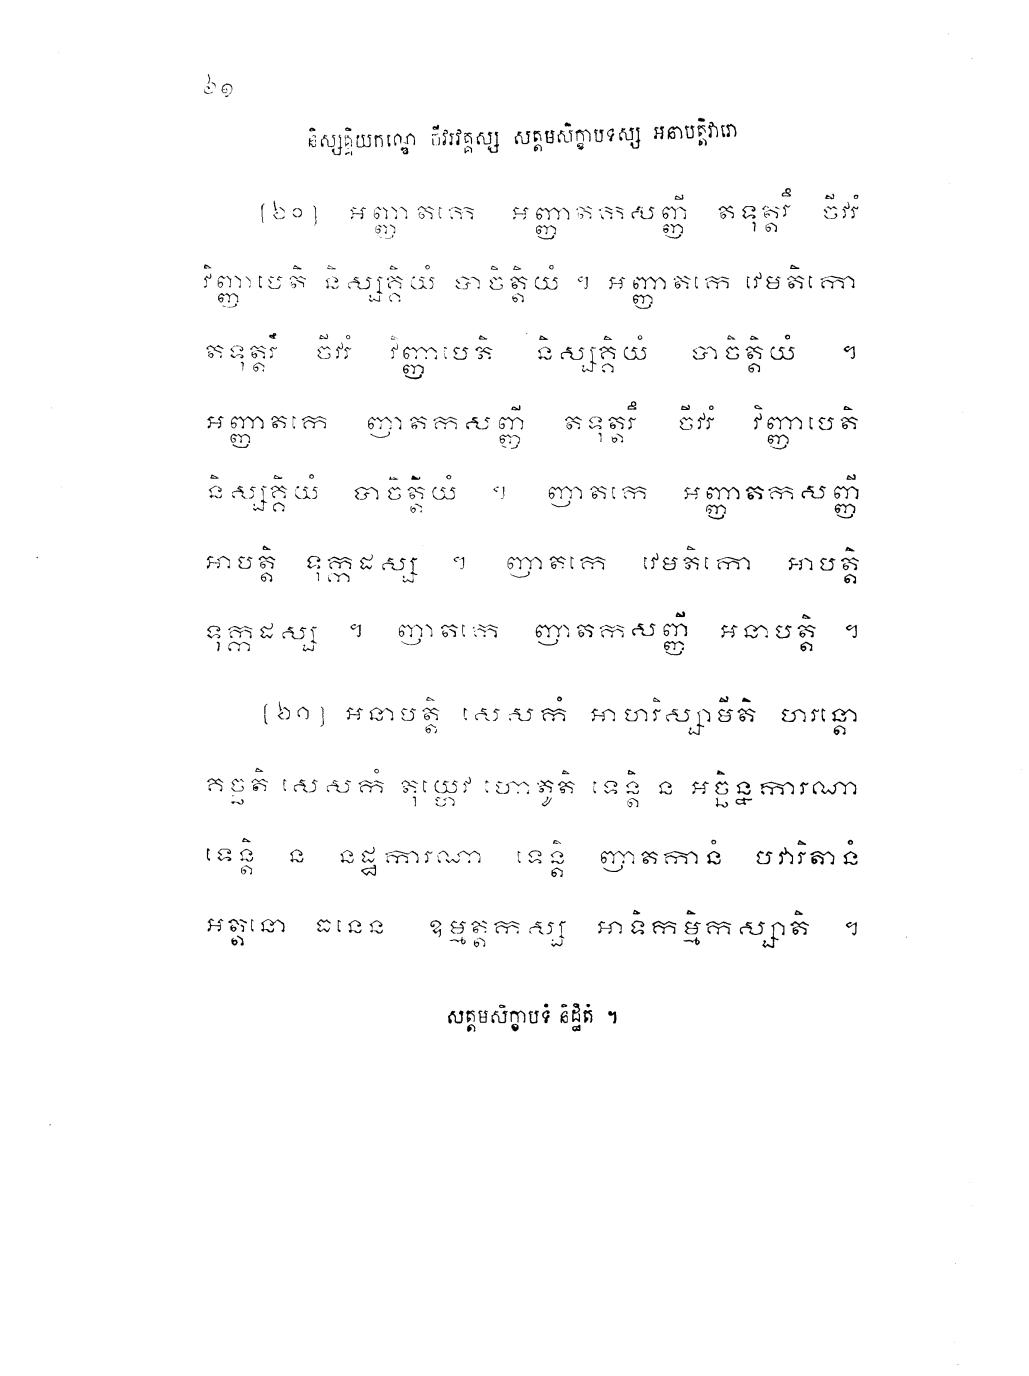 ៦១
និស្សគ្គិយកណ្ឌេ ចីវរវគ្គស្ស សត្តមសិក្ខាបទស្ស អនាបត្តិវារោ
[៦០] អញ្ញាតកេ អញ្ញាតកសញ្ញី តទុត្តរឹ ចីវរំ
វិញ្ញាបេតិ និស្សគ្គិយំ បាចិត្តិយំ ។ អញ្ញាតកេ វេមតិកោ
តទុត្តរឹ ចីវរំ វិញ្ញាបេតិ និស្សគ្គិយំ បាចិត្តិយំ ។
អញ្ញាតកេ ញាតកសញ្ញី តទុត្តរឹ ចីវរំ វិញ្ញាបេតិ
និស្សគ្គិយំ បាចិត្តិយំ ។ ញាតកេ អញ្ញាតកសញ្ញី
អាបត្តិ ទុក្កដស្ស ។ ញាតកេ វេមតិកោ អាបត្តិ
ទុក្កដស្ស ។ ញាតកេ ញាតកសញ្ញី អនាបត្តិ ។
[៦១] អនាបត្តិ សេសកំ អាហរិស្សាមីតិ ហរន្តោ
គច្ឆតិ សេសកំ តុយ្ហេវ ហោតូតិ ទេន្តិ ន អច្ឆិន្នការណា
ទេន្តិ ន នដ្ឋការណា ទេន្តិ ញាតកានំ បវារិតានំ
អត្តនោ ធនេន ឧម្មត្តកស្ស អាទិកម្មិកស្សាតិ ។
សត្តមសិក្ខាបទំ និដ្ឋិតំ ។